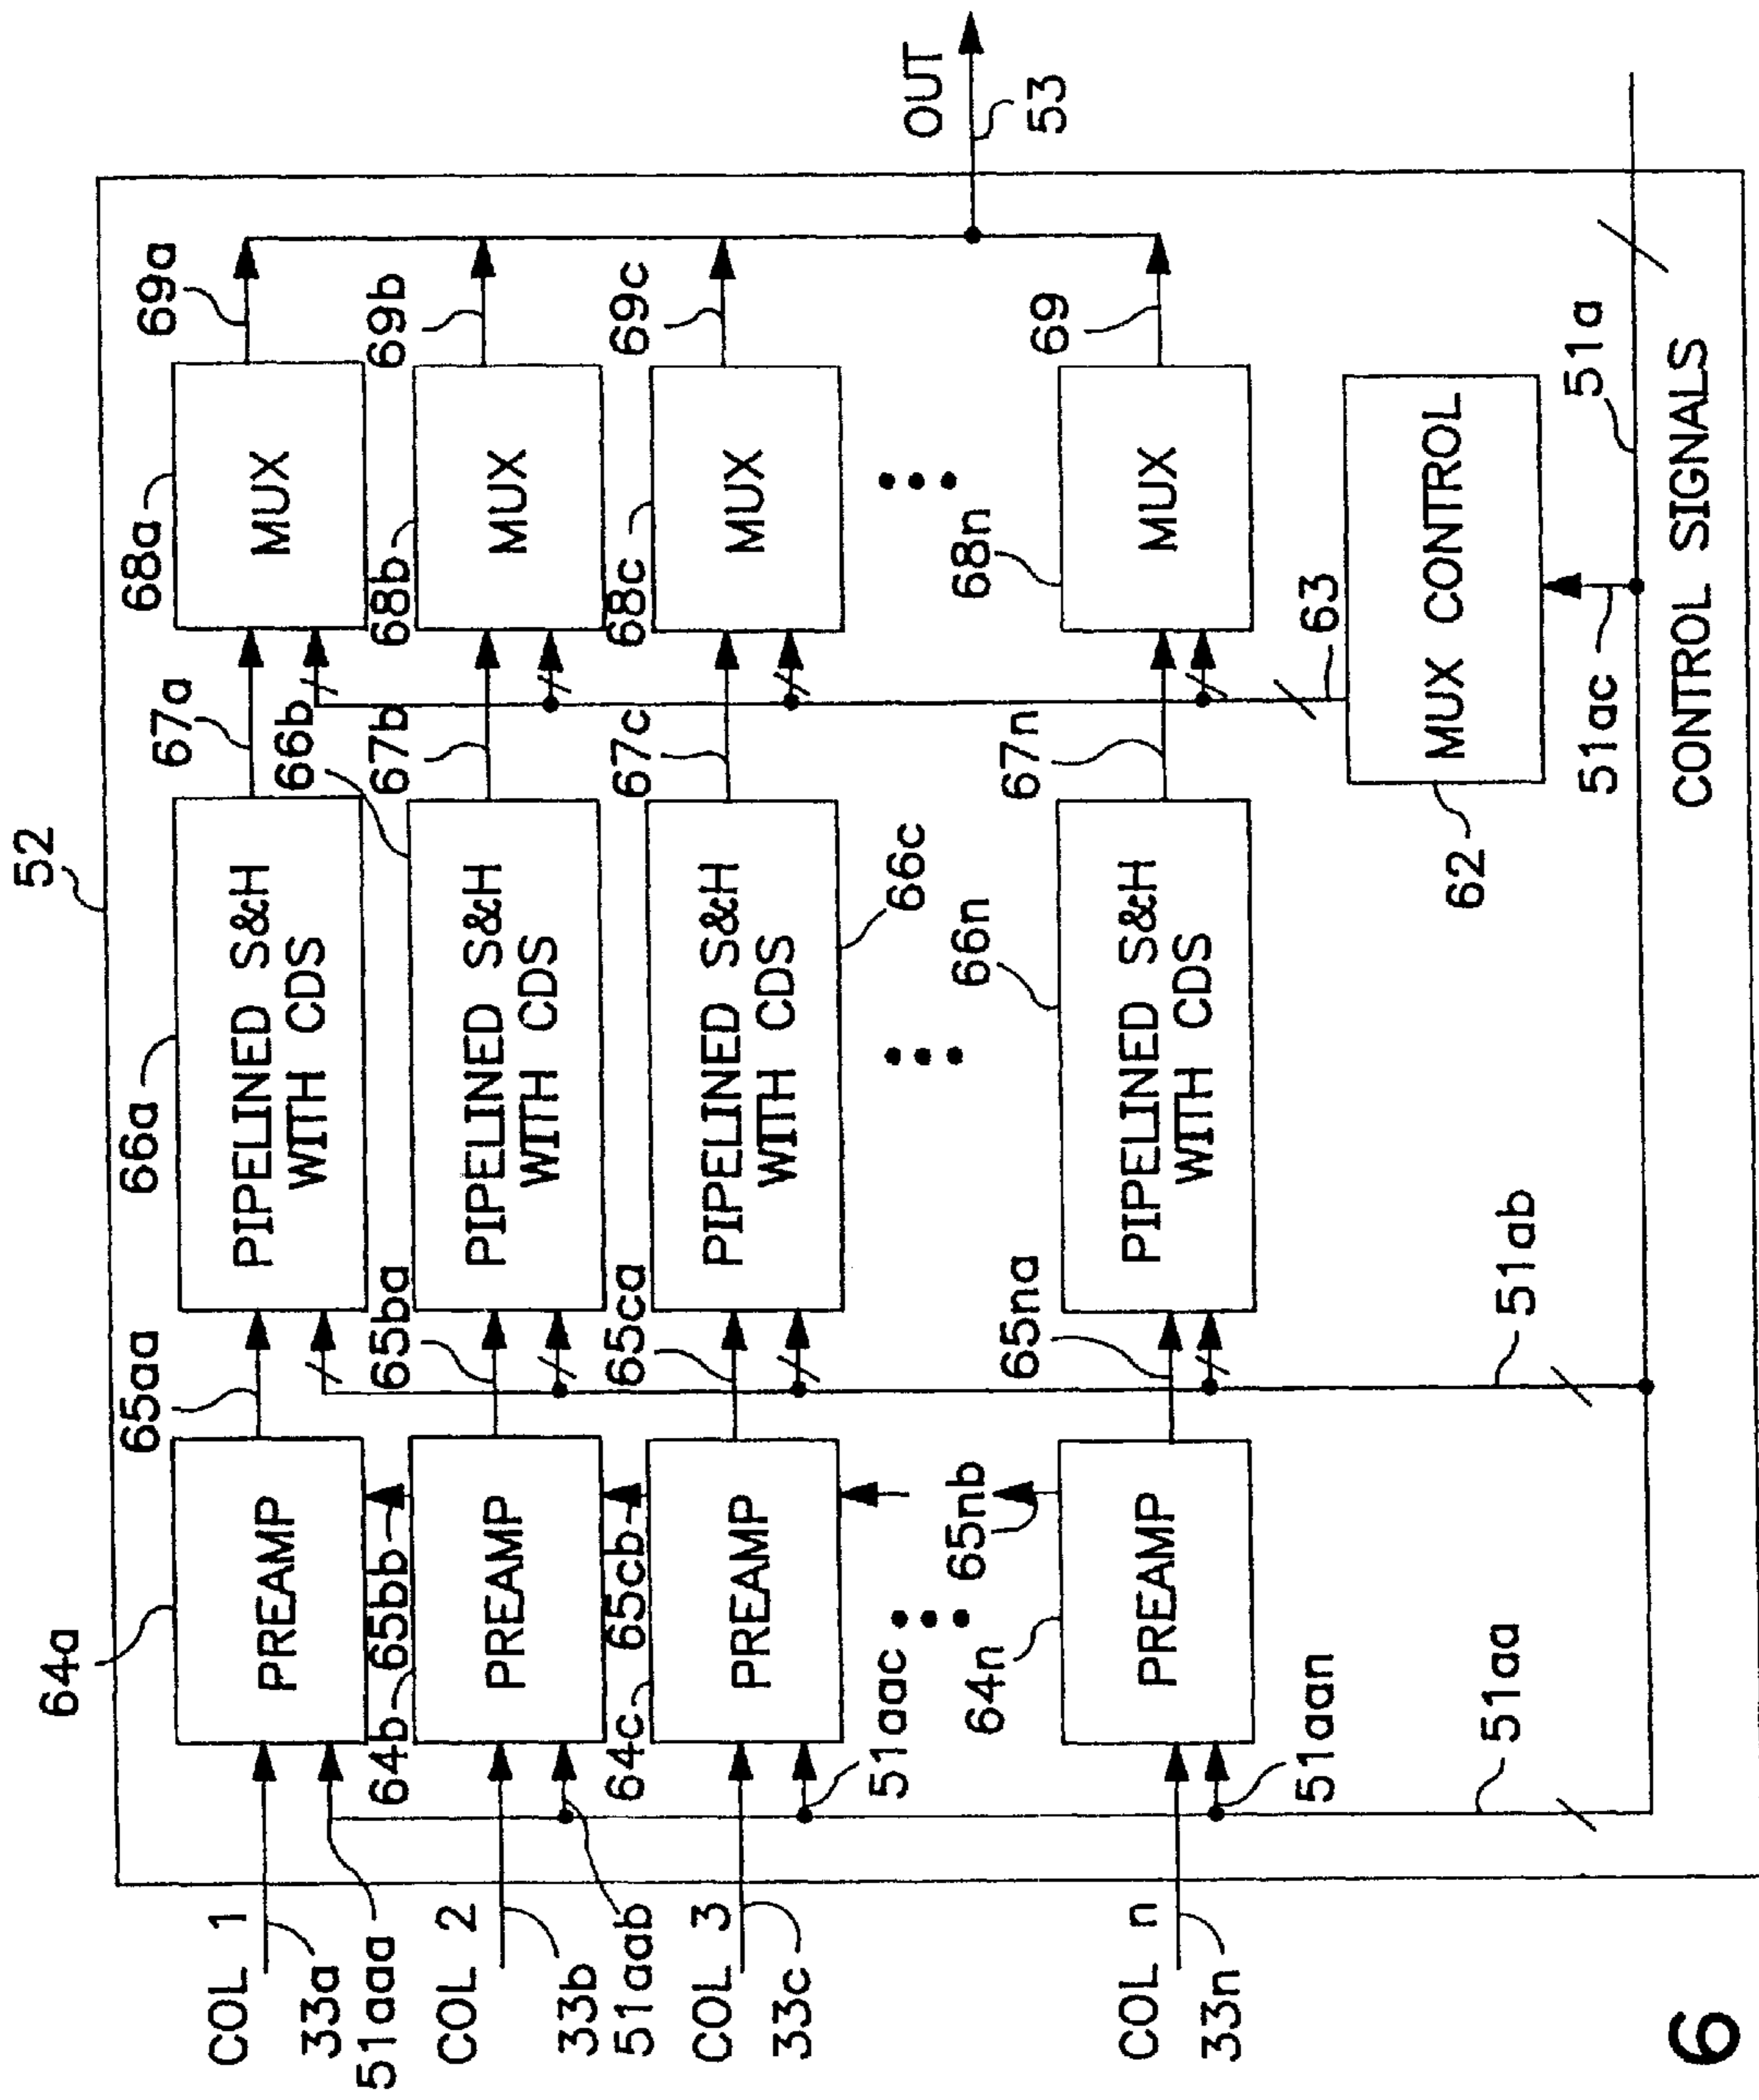 52
COL 1
33a
51aaa
64a
PREAMP
65aa
66a
PIPELINED S&H
WITH CDS
67a
68a
MUX
69a
COL 2
33b
51aab
64b
65bb
PREAMP
65ba
66b
PIPELINED S&H
WITH CDS
67b
68b
MUX
69b
COL 3
33c
51aac
64c
65cb
PREAMP
65ca
66c
PIPELINED S&H
WITH CDS
67c
68c
MUX
69c
OUT
53
65nb
COL n
33n
51aan
64n
PREAMP
65na
66n
PIPELINED S&H
WITH CDS
67n
68n
MUX
69
63
51aa
51ab
62
MUX CONTROL
51ac
51a
CONTROL SIGNALS
6